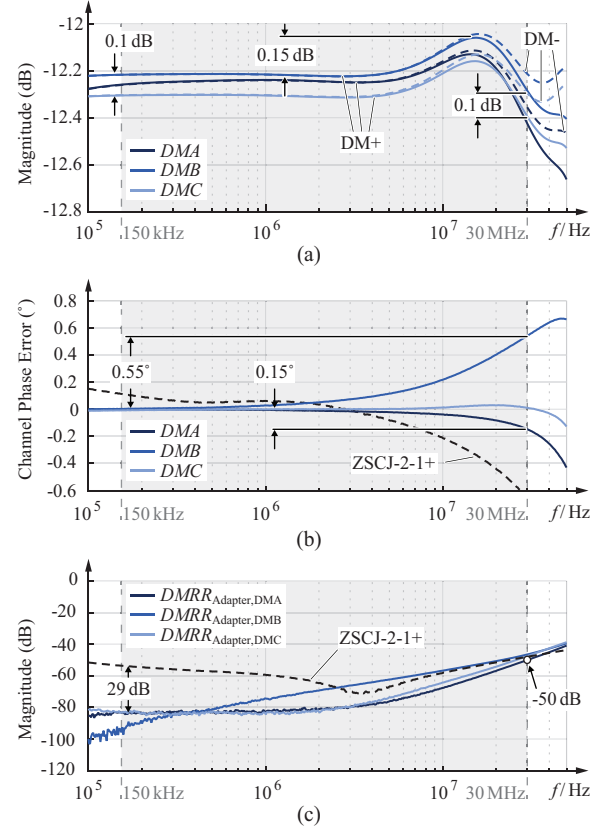 -12
-12.2
-12.4
-12.6
-12.8
Magnitude (dB)
0.1 dB
0.15 dB
0.1 dB
DM-
DM+
DMA
DMB
DMC
10^5
150 kHz
10^6
10^7
30 MHz
f / Hz
(a)
0.8
0.6
0.4
0.2
0
-0.2
-0.4
-0.6
Channel Phase Error (°)
0.55°
0.15°
DMA
DMB
DMC
ZSCJ-2-1+
10^5
150 kHz
10^6
10^7
30 MHz
f / Hz
(b)
0
-20
-40
-60
-80
-100
-120
Magnitude (dB)
DMRR_Adapter,DMA
DMRR_Adapter,DMB
DMRR_Adapter,DMC
ZSCJ-2-1+
29 dB
-50 dB
10^5
150 kHz
10^6
10^7
30 MHz
f / Hz
(c)